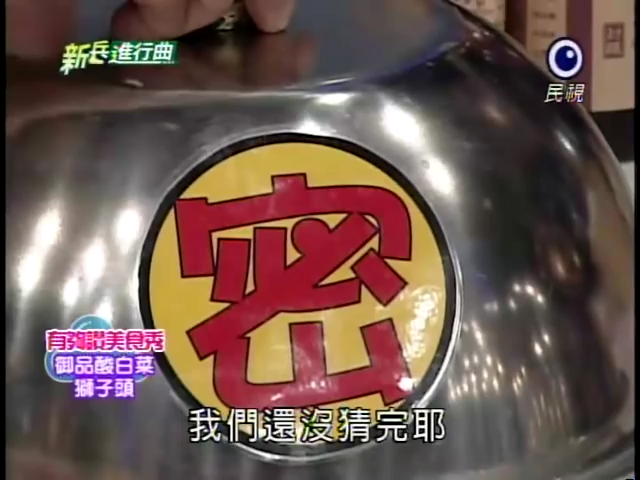 新兵進行曲
民視
密
有夠讚美食秀
御品酸白菜
獅子頭
我們還沒猜完耶